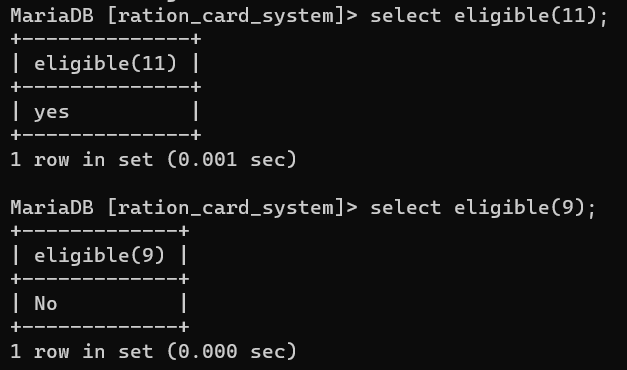 MariaDB [ration_card_system]> select eligible(11);
+--------------+
| eligible(11) |
+--------------+
| yes          |
+--------------+
1 row in set (0.001 sec)

MariaDB [ration_card_system]> select eligible(9);
+-------------+
| eligible(9) |
+-------------+
| No          |
+-------------+
1 row in set (0.000 sec)